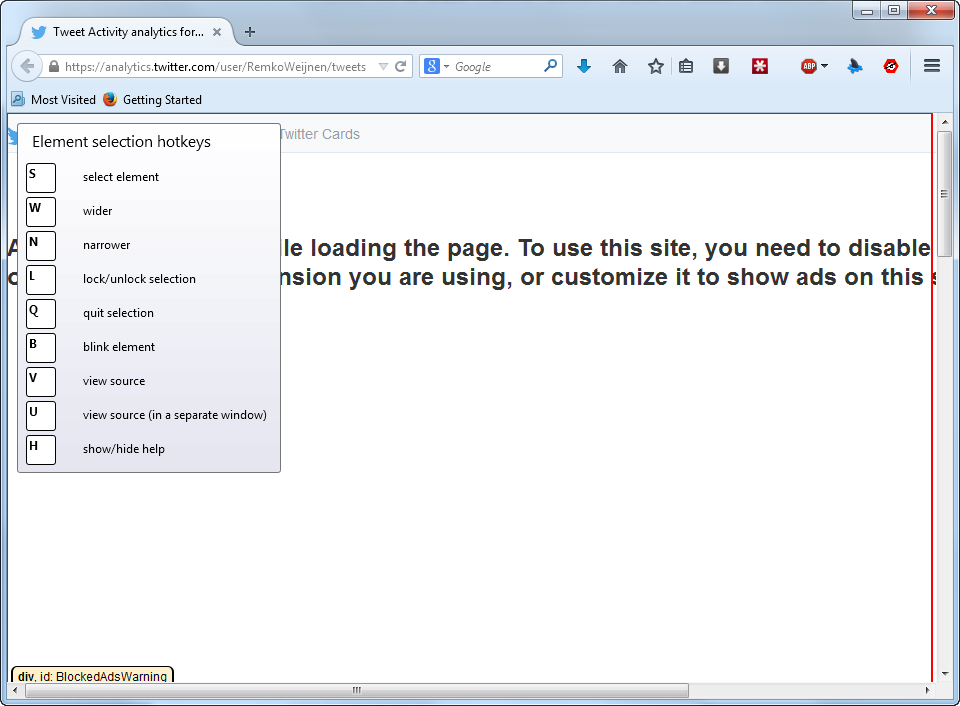 Tweet Activity analytics for...
https://analytics.twitter.com/user/RemkoWeijnen/tweets
8 Google
ABP
Most Visited Getting Started
Twitter Cards
Element selection hotkeys
S select element
W wider
N narrower
L lock/unlock selection
Q quit selection
B blink element
V view source
U view source (in a separate window)
H show/hide help
A
le loading the page. To use this site, you need to disable
nsion you are using, or customize it to show ads on this s
div, id: BlockedAdsWarning